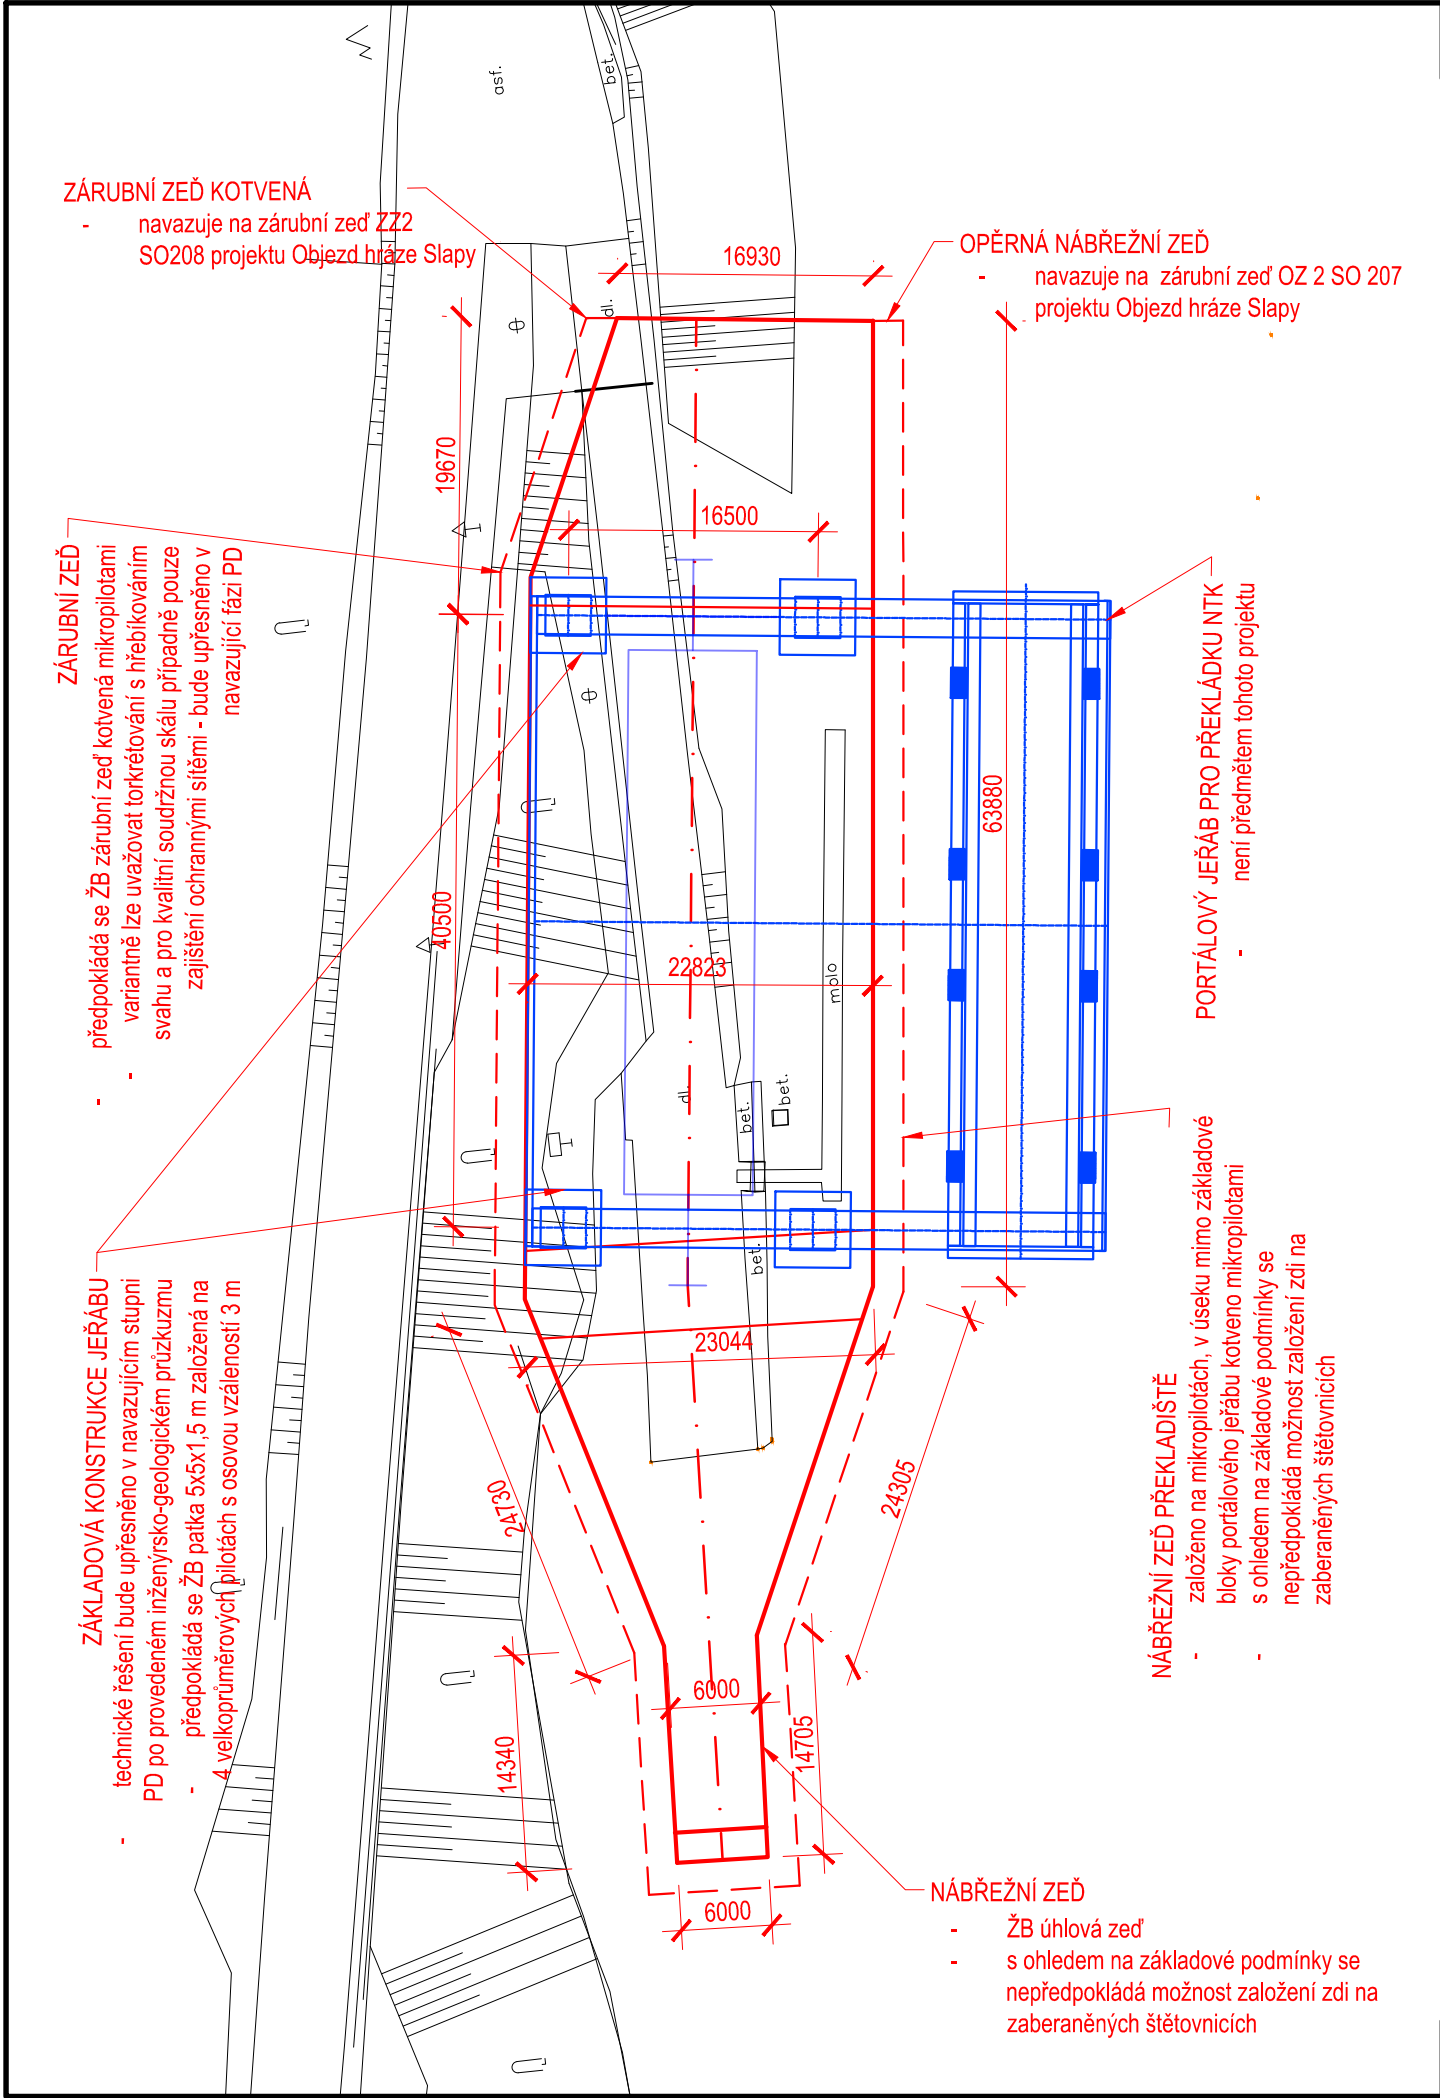 asf.
bet.
ZÁRUBNÍ ZEĎ KOTVENÁ
- navazuje na zárubní zeď ZZ2
SO208 projektu Objezd hráze Slapy
16930
OPĚRNÁ NÁBŘEŽNÍ ZEĎ
- navazuje na zárubní zeď OZ 2 SO 207
projektu Objezd hráze Slapy
dl.
19670
16500
ZÁRUBNÍ ZEĎ
- předpokládá se ŽB zárubní zeď kotvená mikropilotami
- variantně lze uvažovat torkrétování s hřebíkováním
svahu a pro kvalitní soudržnou skálu případně pouze
zajištění ochrannými sítěmi - bude upřesněno v
navazující fázi PD
PORTÁLOVÝ JEŘÁB PRO PŘEKLÁDKU NTK
- není předmětem tohoto projektu
63880
40500
22823
molo
dl.
bet.
bet.
bet.
ZÁKLADOVÁ KONSTRUKCE JEŘÁBU
- technické řešení bude upřesněno v navazujícím stupni
PD po provedeném inženýrsko-geologickém průzkuzmu
- předpokládá se ŽB patka 5x5x1,5 m založená na
4 velkoprůměrových pilotách s osovou vzáleností 3 m
NÁBŘEŽNÍ ZEĎ PŘEKLADIŠTĚ
- založeno na mikropilotách, v úseku mimo základové
bloky portálového jeřábu kotveno mikropilotami
- s ohledem na základové podmínky se
nepředpokládá možnost založení zdi na
zaberaněných štětovnicích
23044
24730
24305
6000
14340
14705
6000
NÁBŘEŽNÍ ZEĎ
- ŽB úhlová zeď
- s ohledem na základové podmínky se
nepředpokládá možnost založení zdi na
zaberaněných štětovnicích